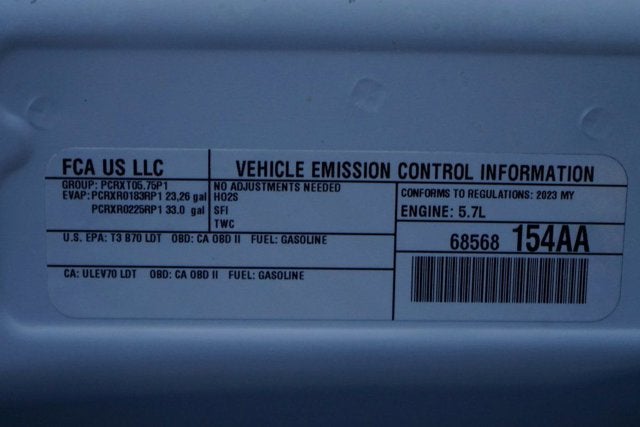 FCA US LLC
VEHICLE EMISSION CONTROL INFORMATION
GROUP: PCRXT05.75P1
EVAP: PCRXR0183RP1 23,26 gal
PCRXR0225RP1 33.0 gal
NO ADJUSTMENTS NEEDED
HO2S
SFI
TWC
CONFORMS TO REGULATIONS: 2023 MY
ENGINE: 5.7L
U.S. EPA: T3 B70 LDT OBD: CA OBD II FUEL: GASOLINE
68568 154AA
CA: ULEV70 LDT OBD: CA OBD II FUEL: GASOLINE